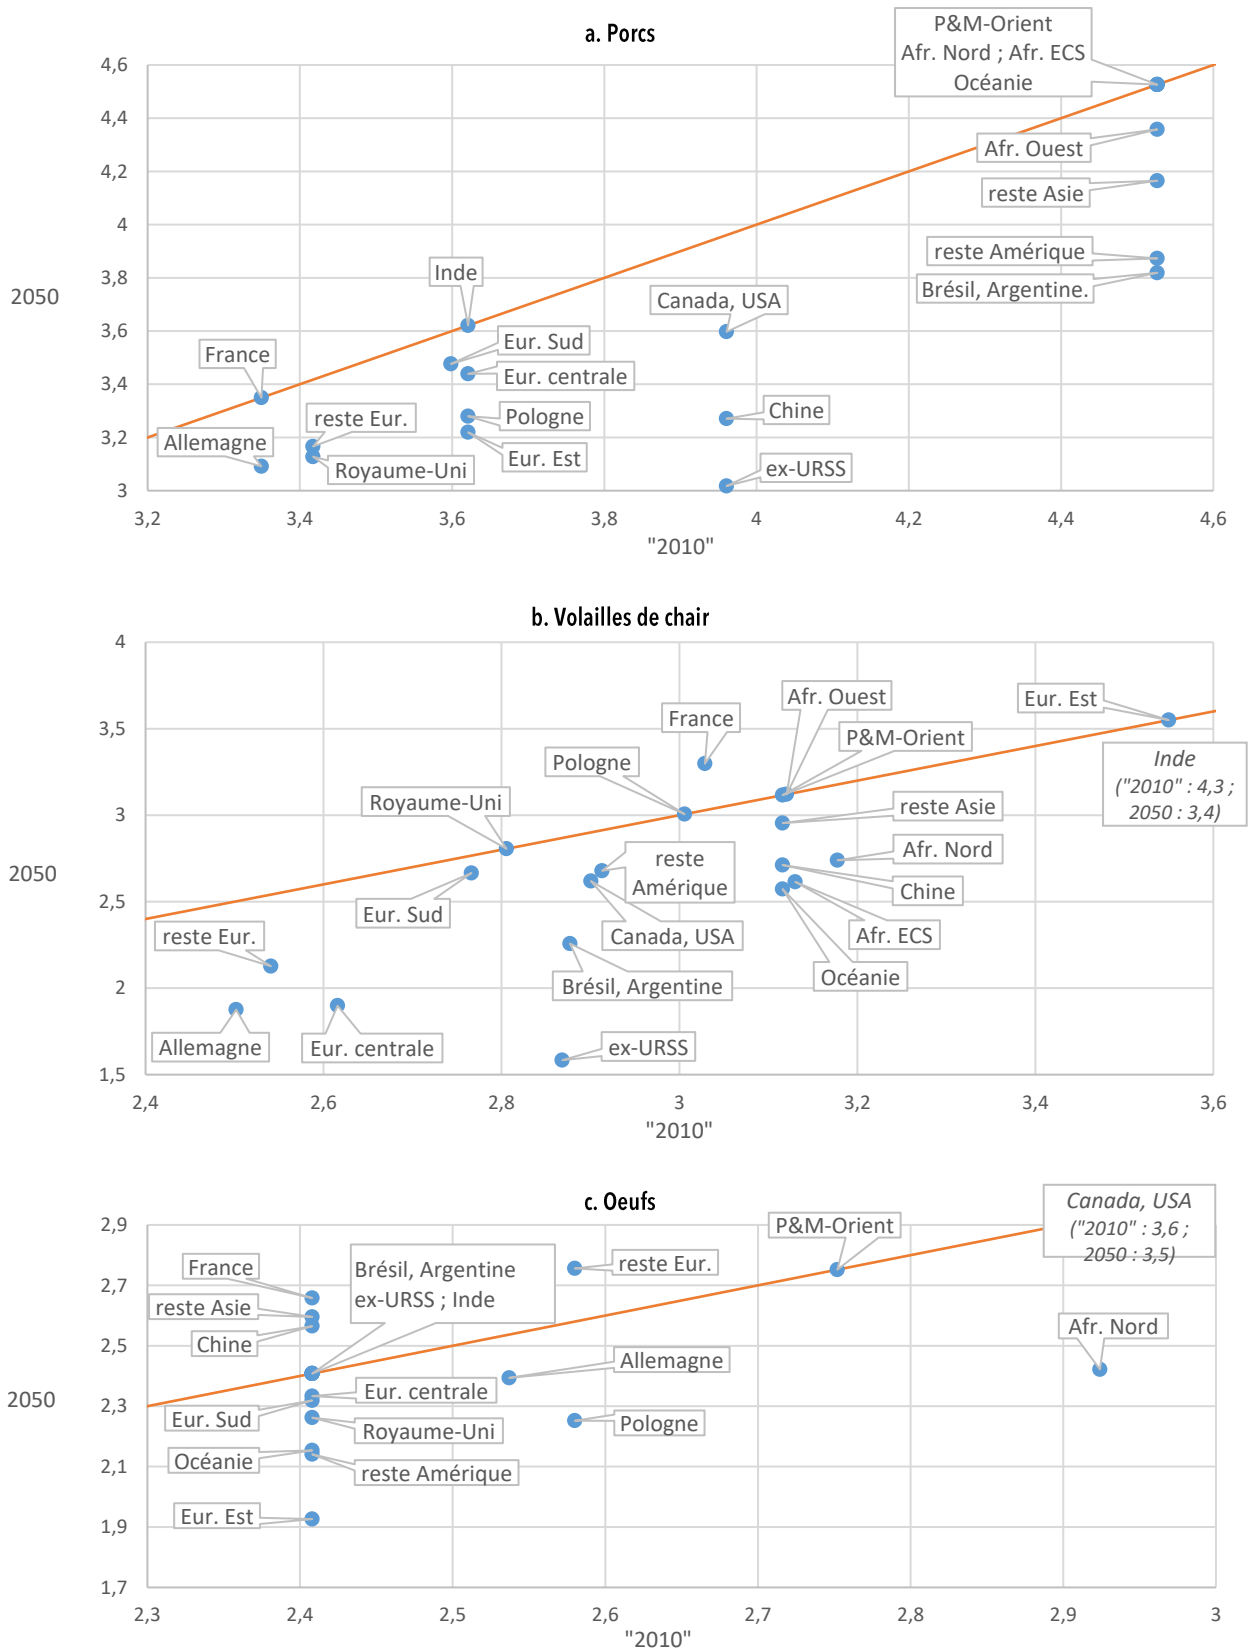 a. Porcs
P&M-Orient
Afr. Nord ; Afr. ECS
Océanie
4,6
4,4
Afr. Ouest
4,2
reste Asie
4
reste Amérique
Inde
3,8
Brésil, Argentine.
2050
Canada, USA
3,6
Eur. Sud
France
Eur. centrale
3,4
reste Eur.
Pologne
Chine
Allemagne
3,2
Royaume-Uni
Eur. Est
ex-URSS
3
3,2
3,4
3,6
3,8
4
4,2
4,4
4,6
"2010"
b. Volailles de chair
4
Afr. Ouest
Eur. Est
France
3,5
P&M-Orient
Pologne
Inde
("2010" : 4,3 ;
2050 : 3,4)
Royaume-Uni
reste Asie
3
Afr. Nord
reste
Amérique
2050
Chine
Eur. Sud
2,5
reste Eur.
Canada, USA
Afr. ECS
Océanie
Brésil, Argentine
2
Allemagne
Eur. centrale
ex-URSS
1,5
2,4
2,6
2,8
3
3,2
3,4
3,6
"2010"
c. Oeufs
Canada, USA
("2010" : 3,6 ;
2050 : 3,5)
2,9
P&M-Orient
reste Eur.
France
Brésil, Argentine
ex-URSS ; Inde
2,7
reste Asie
Afr. Nord
Chine
2,5
Allemagne
Eur. centrale
2050
2,3
Eur. Sud
Pologne
Royaume-Uni
Océanie
reste Amérique
2,1
Eur. Est
1,9
1,7
2,3
2,4
2,5
2,6
2,7
2,8
2,9
3
"2010"